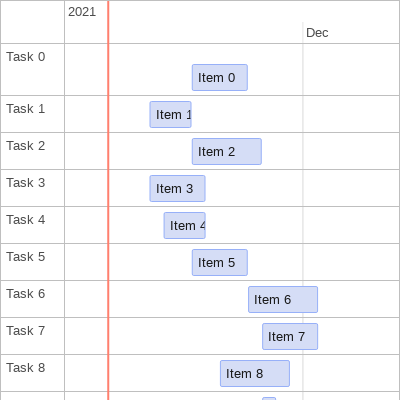 2021
Dec
Task 0
Item 0
Task 1
Item 1
Task 2
Item 2
Task 3
Item 3
Task 4
Item 4
Task 5
Item 5
Task 6
Item 6
Task 7
Item 7
Task 8
Item 8